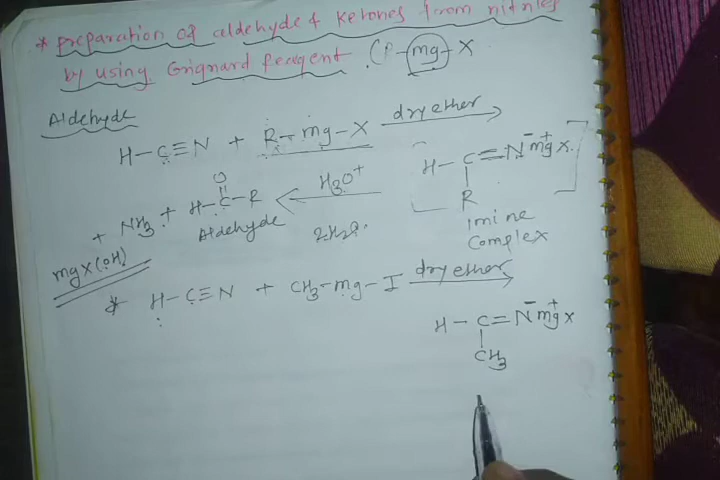 * Preparation of aldehyde & Ketones from nitriles
by using Grignard Reagent. (R-mg-X
Aldehyde
H-C≡N + R-mg-X dry ether
H-C=N⁻mg⁺x.
R
imine
complex
H₃O⁺
2H₂O.
O
+ NH₃ + H-C-R
Aldehyde
mgx(OH)
* H-C≡N + CH₃-mg-I dry ether
H-C=N⁻mg⁺x
CH₃